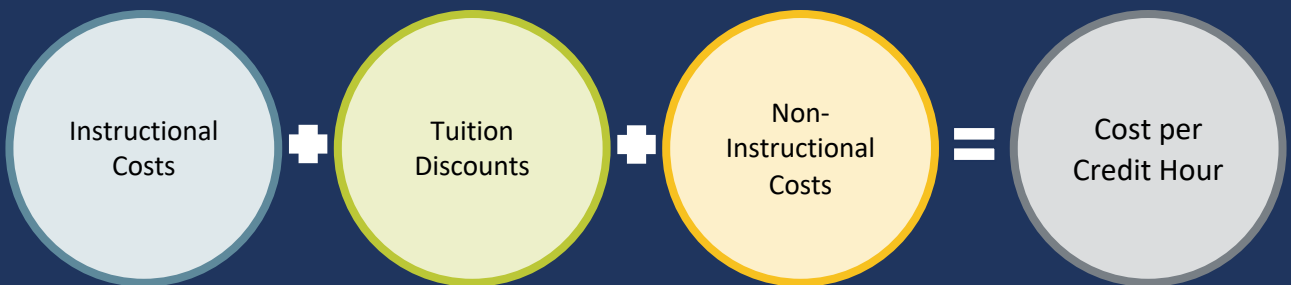 Instructional
Costs
Tuition
Discounts
Non-
Instructional
Costs
Cost per
Credit Hour